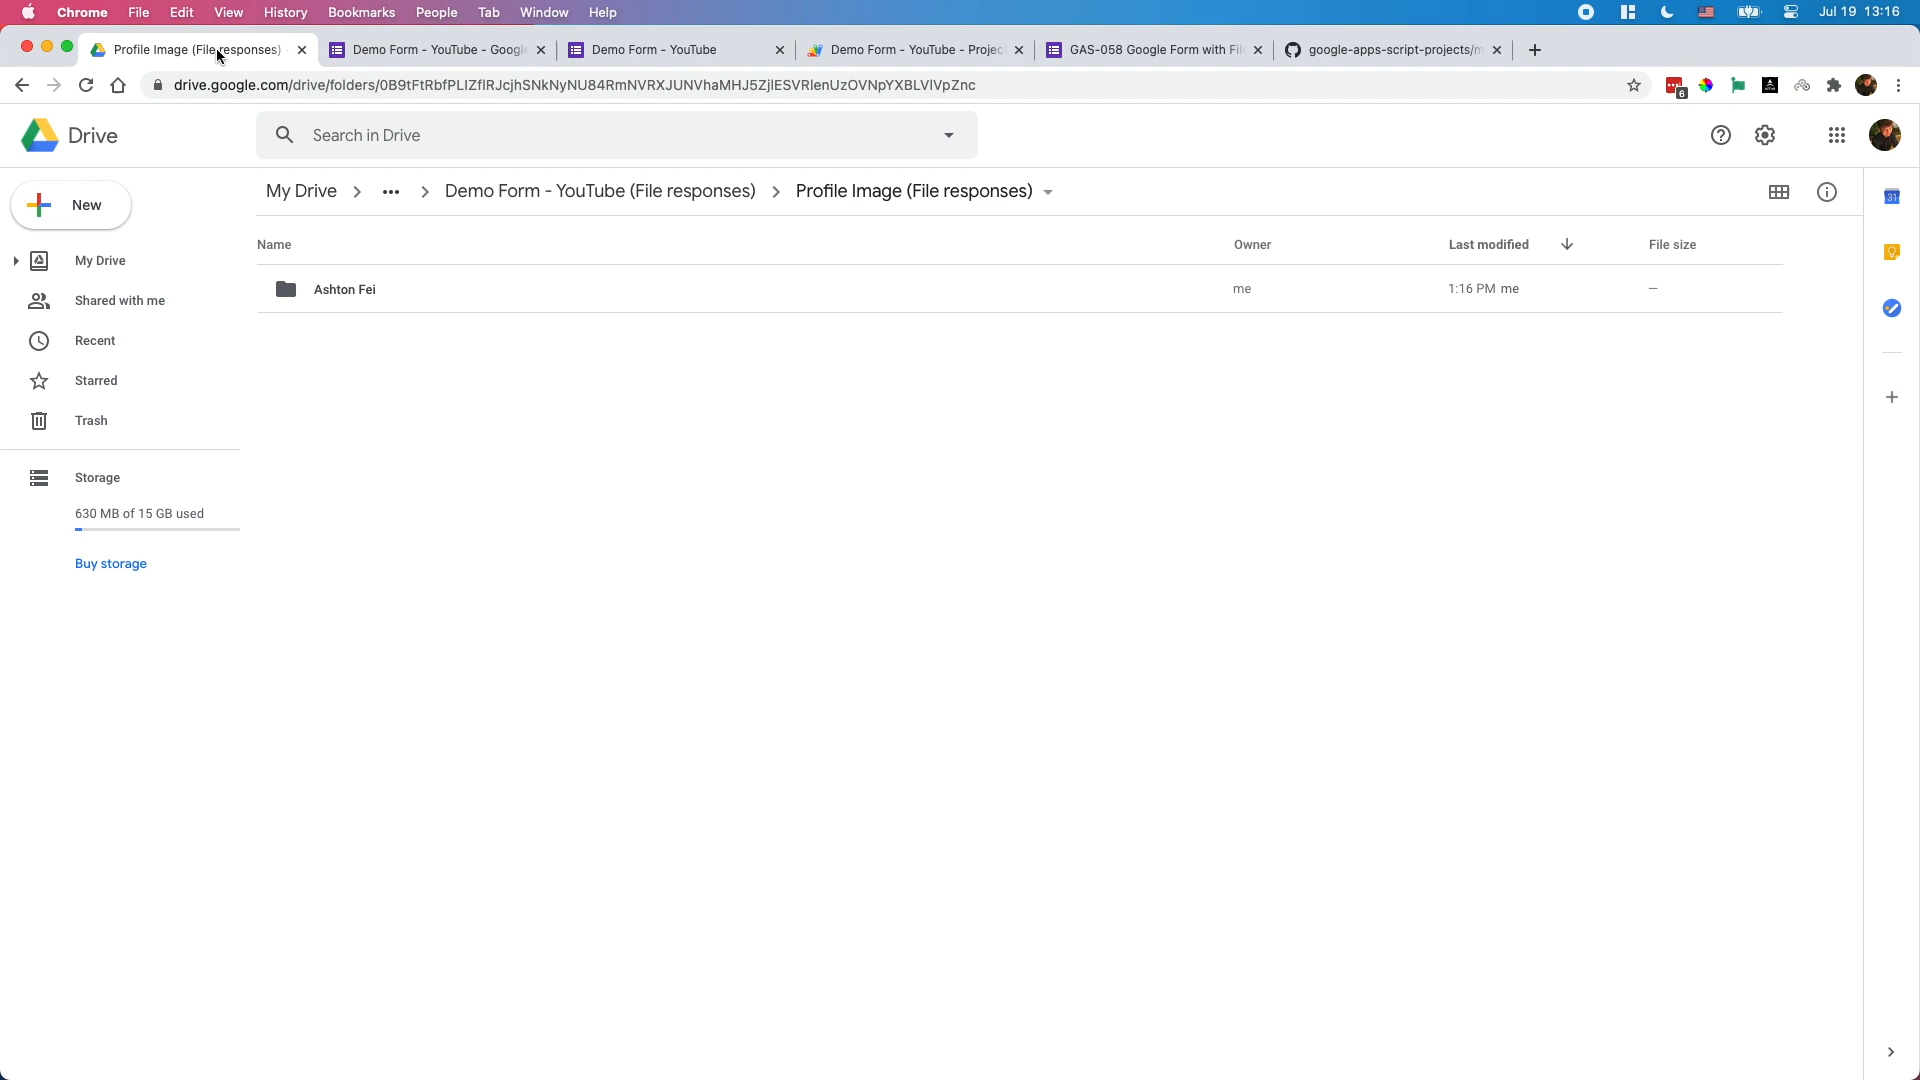 Chrome File Edit View History Bookmarks People Tab Window Help Jul 19 13:16
Profile Image (File responses) Demo Form - YouTube - Google Demo Form - YouTube Demo Form - YouTube - Projec GAS-058 Google Form with Fil google-apps-script-projects/m
drive.google.com/drive/folders/0B9tFtRbfPLIZflRJcjhSNkNyNU84RmNVRXJUNVhaMHJ5ZjlESVRlenUzOVNpYXBLVlVpZnc 6
Drive Search in Drive
New My Drive Demo Form - YouTube (File responses) Profile Image (File responses)
31
Name Owner Last modified File size
My Drive
Ashton Fei me 1:16 PM me –
Shared with me
Recent
Starred
Trash
Storage
630 MB of 15 GB used
Buy storage